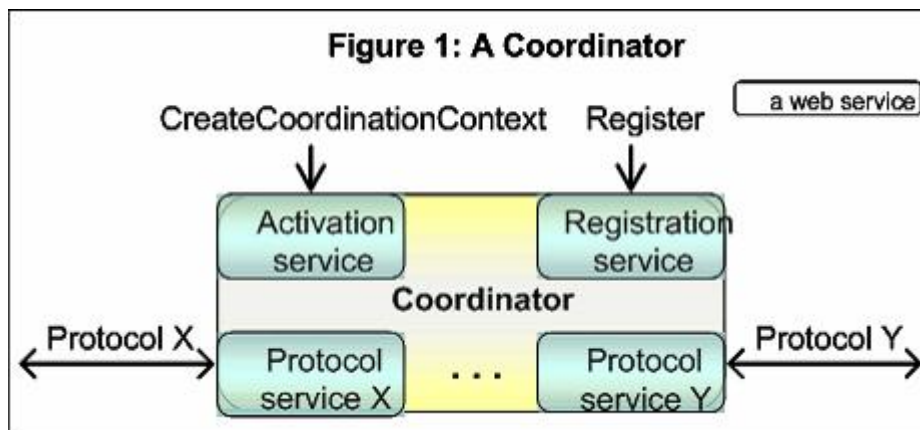 Figure 1: A Coordinator
a web service
CreateCoordinationContext
Register
Activation
service
Registration
service
Coordinator
Protocol X
Protocol
service X
. . .
Protocol
service Y
Protocol Y